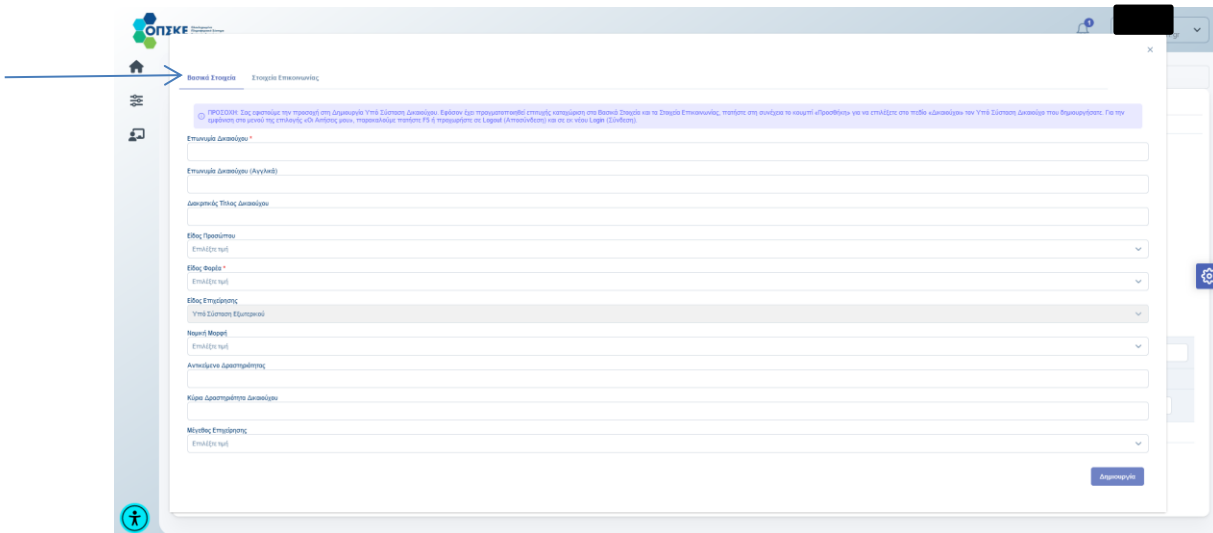 ΟΠΣΚΕ
Βασικά Στοιχεία Στοιχεία Επικοινωνίας
ΠΡΟΣΟΧΗ: Σας εφιστούμε την προσοχή στη Δημιουργία Υπό Σύσταση Δικαιούχου. Εφόσον έχει πραγματοποιηθεί επιτυχής καταχώριση στα Βασικά Στοιχεία και τα Στοιχεία Επικοινωνίας, πατήστε στη συνέχεια το κουμπί «Προσθήκη» για να επιλέξετε στο πεδίο «Δικαιούχοι» τον Υπό Σύσταση Δικαιούχο που δημιουργήσατε. Για την
εμφάνιση στο μενού της επιλογής «Οι Αιτήσεις μου», παρακαλούμε πατήστε F5 ή προχωρήστε σε Logout (Αποσύνδεση) και σε εκ νέου Login (Σύνδεση).
Επωνυμία Δικαιούχου *
Επωνυμία Δικαιούχου (Αγγλικά)
Διακριτικός Τίτλος Δικαιούχου
Είδος Προσώπου
Επιλέξτε τιμή
Είδος Φορέα *
Επιλέξτε τιμή
Είδος Επιχείρησης
Υπό Σύσταση Εξωτερικού
Νομική Μορφή
Επιλέξτε τιμή
Αντικείμενο Δραστηριότητας
Κύρια Δραστηριότητα Δικαιούχου
Μέγεθος Επιχείρησης
Επιλέξτε τιμή
Δημιουργία